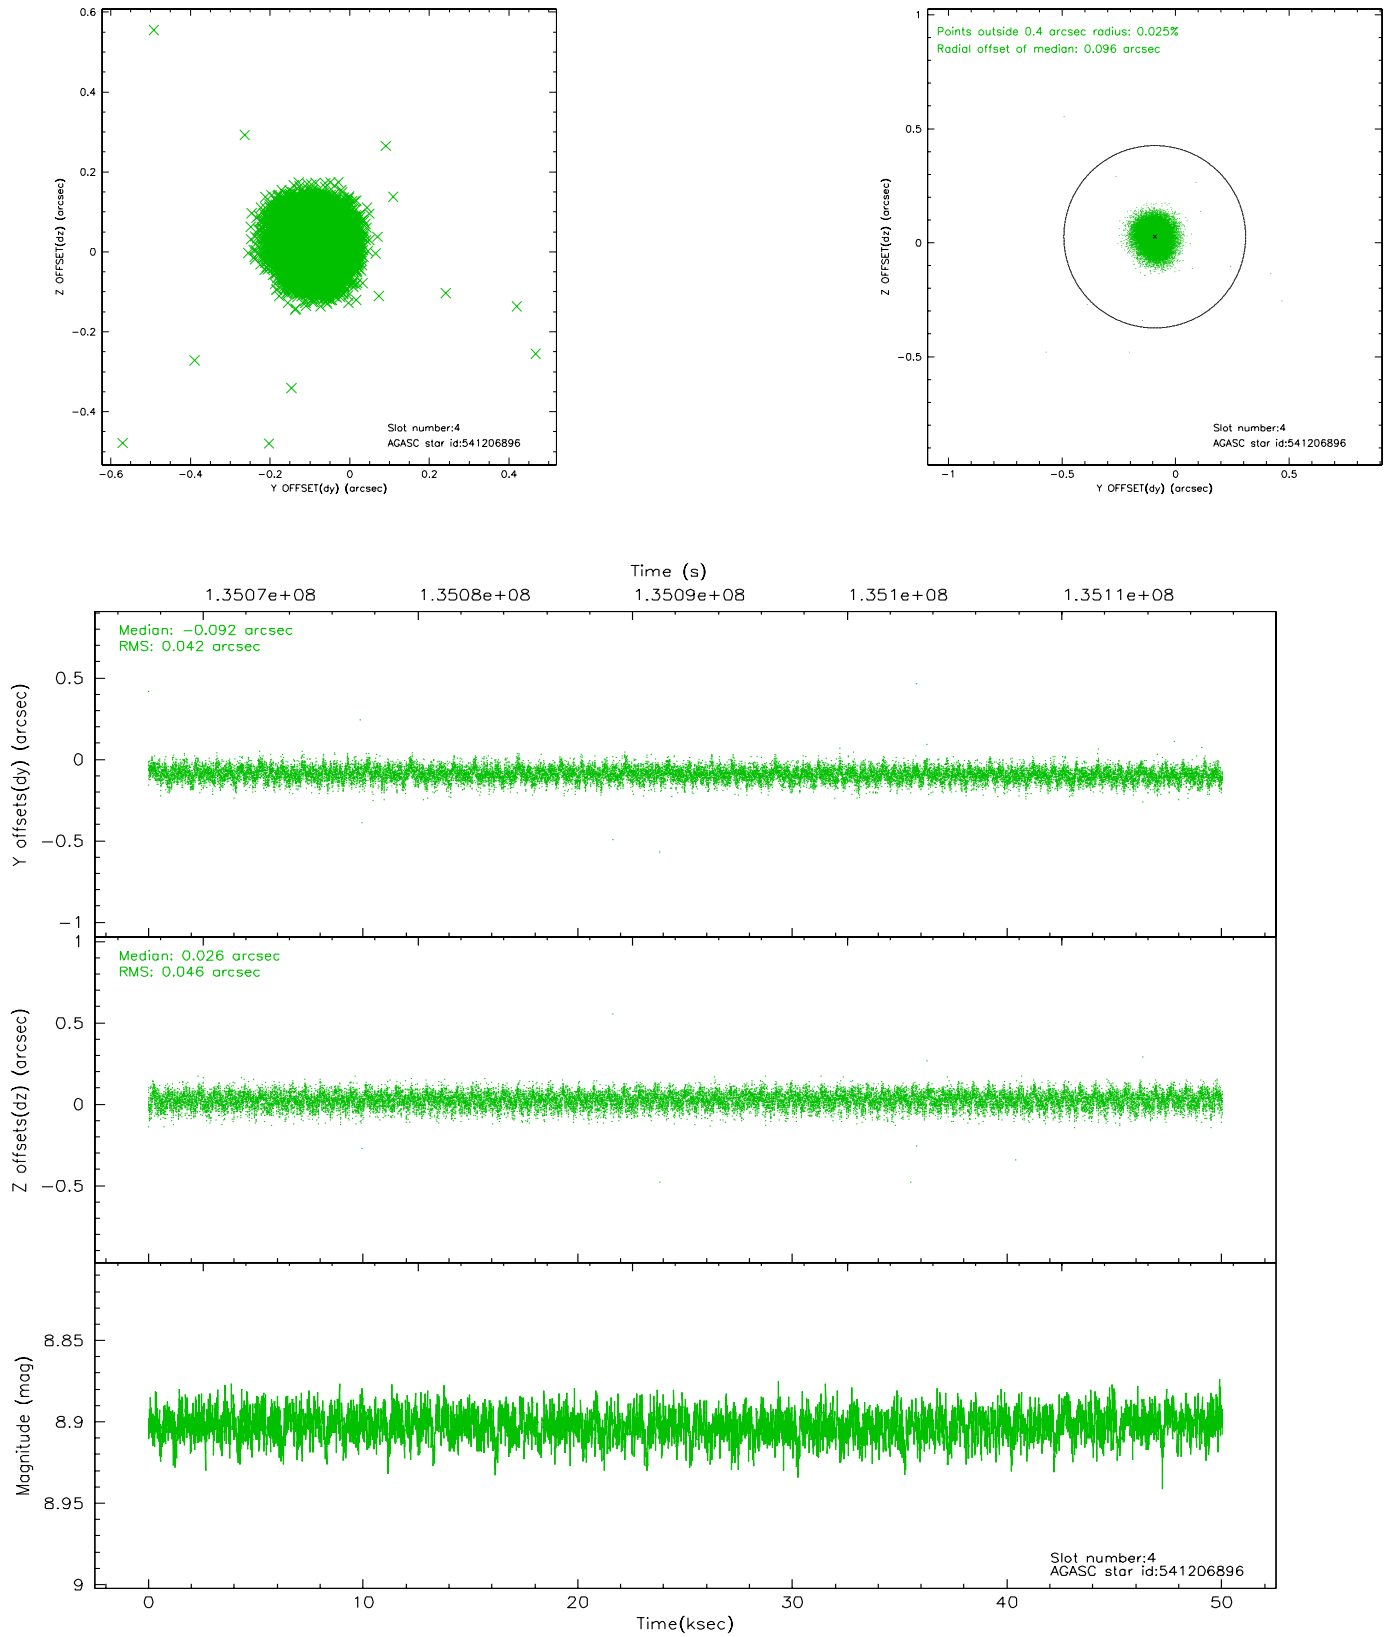 0.6
0.4
0.2
0
−0.2
−0.4
Z OFFSET(dz) (arcsec)
−0.6 −0.4 −0.2 0 0.2 0.4
Y OFFSET(dy) (arcsec)
Slot number:4
AGASC star id:541206896
Points outside 0.4 arcsec radius: 0.025%
Radial offset of median: 0.096 arcsec
1
0.5
0
−0.5
Z OFFSET(dz) (arcsec)
Slot number:4
AGASC star id:541206896
−1 −0.5 0 0.5
Y OFFSET(dy) (arcsec)
Time (s)
1.3507e+08 1.3508e+08 1.3509e+08 1.351e+08 1.3511e+08
Median: −0.092 arcsec
RMS: 0.042 arcsec
0.5
0
−0.5
−1
Y offsets(dy) (arcsec)
Median: 0.026 arcsec
RMS: 0.046 arcsec
1
0.5
0
−0.5
Z offsets(dz) (arcsec)
8.85
8.9
8.95
9
Magnitude (mag)
Slot number:4
AGASC star id:541206896
0 10 20 30 40 50
Time(ksec)